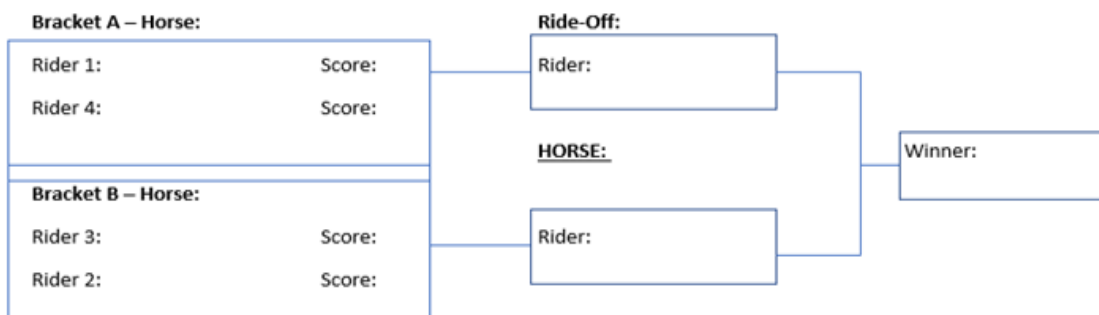 Bracket A – Horse:
Rider 1: Score:
Rider 4: Score:
Bracket B – Horse:
Rider 3: Score:
Rider 2: Score:
Ride-Off:
Rider:
HORSE:
Rider:
Winner: